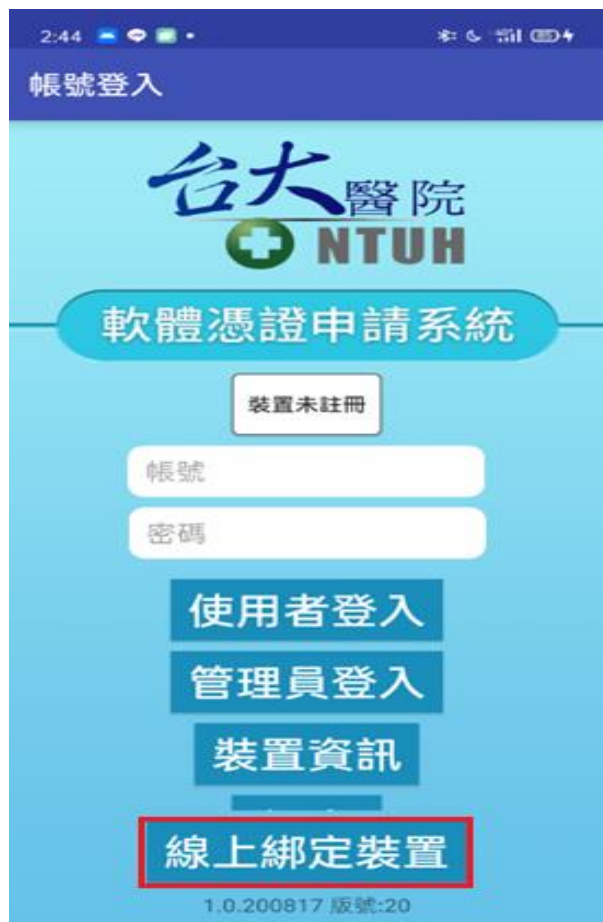 2:44
帳號登入
台大醫院
NTUH
軟體憑證申請系統
裝置未註冊
帳號
密碼
使用者登入
管理員登入
裝置資訊
線上綁定裝置
1.0.200817 版號:20